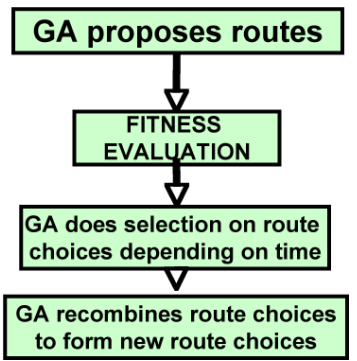 GA proposes routes
FITNESS
EVALUATION
GA does selection on route
choices depending on time
GA recombines route choices
to form new route choices